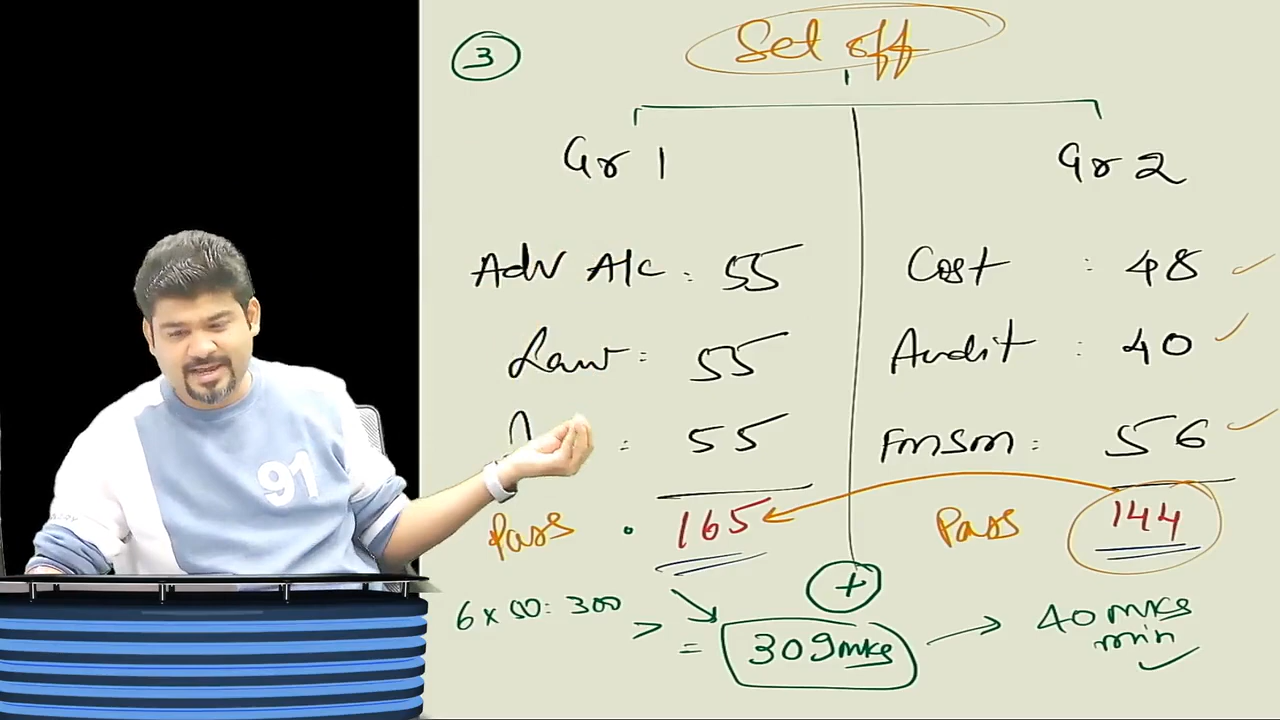 3
Set off
Gr 1
Gr 2
Adv A/c : 55
Cost : 48
Law : 55
Audit : 40
= 55
FMSM : 56
Pass 165
Pass 144
+
6 x 50 : 300 > = 309 mks
40 mks
min
91